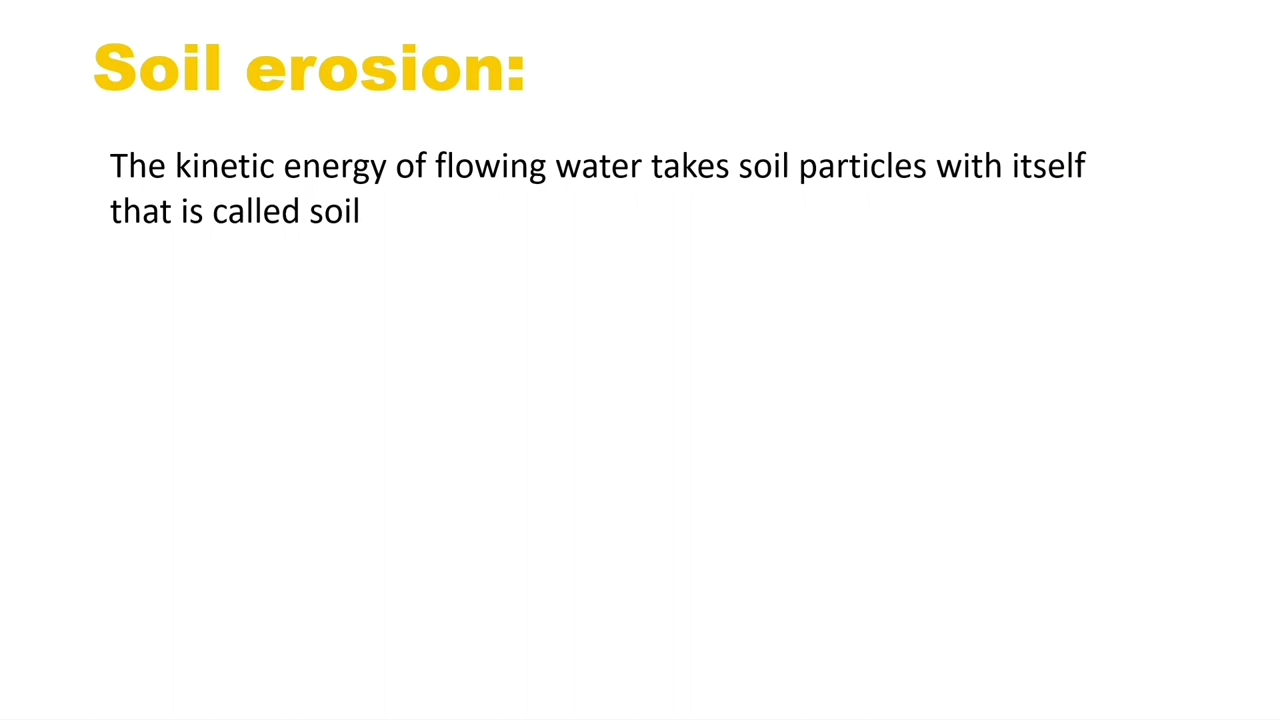 Soil erosion:
The kinetic energy of flowing water takes soil particles with itself
that is called soil